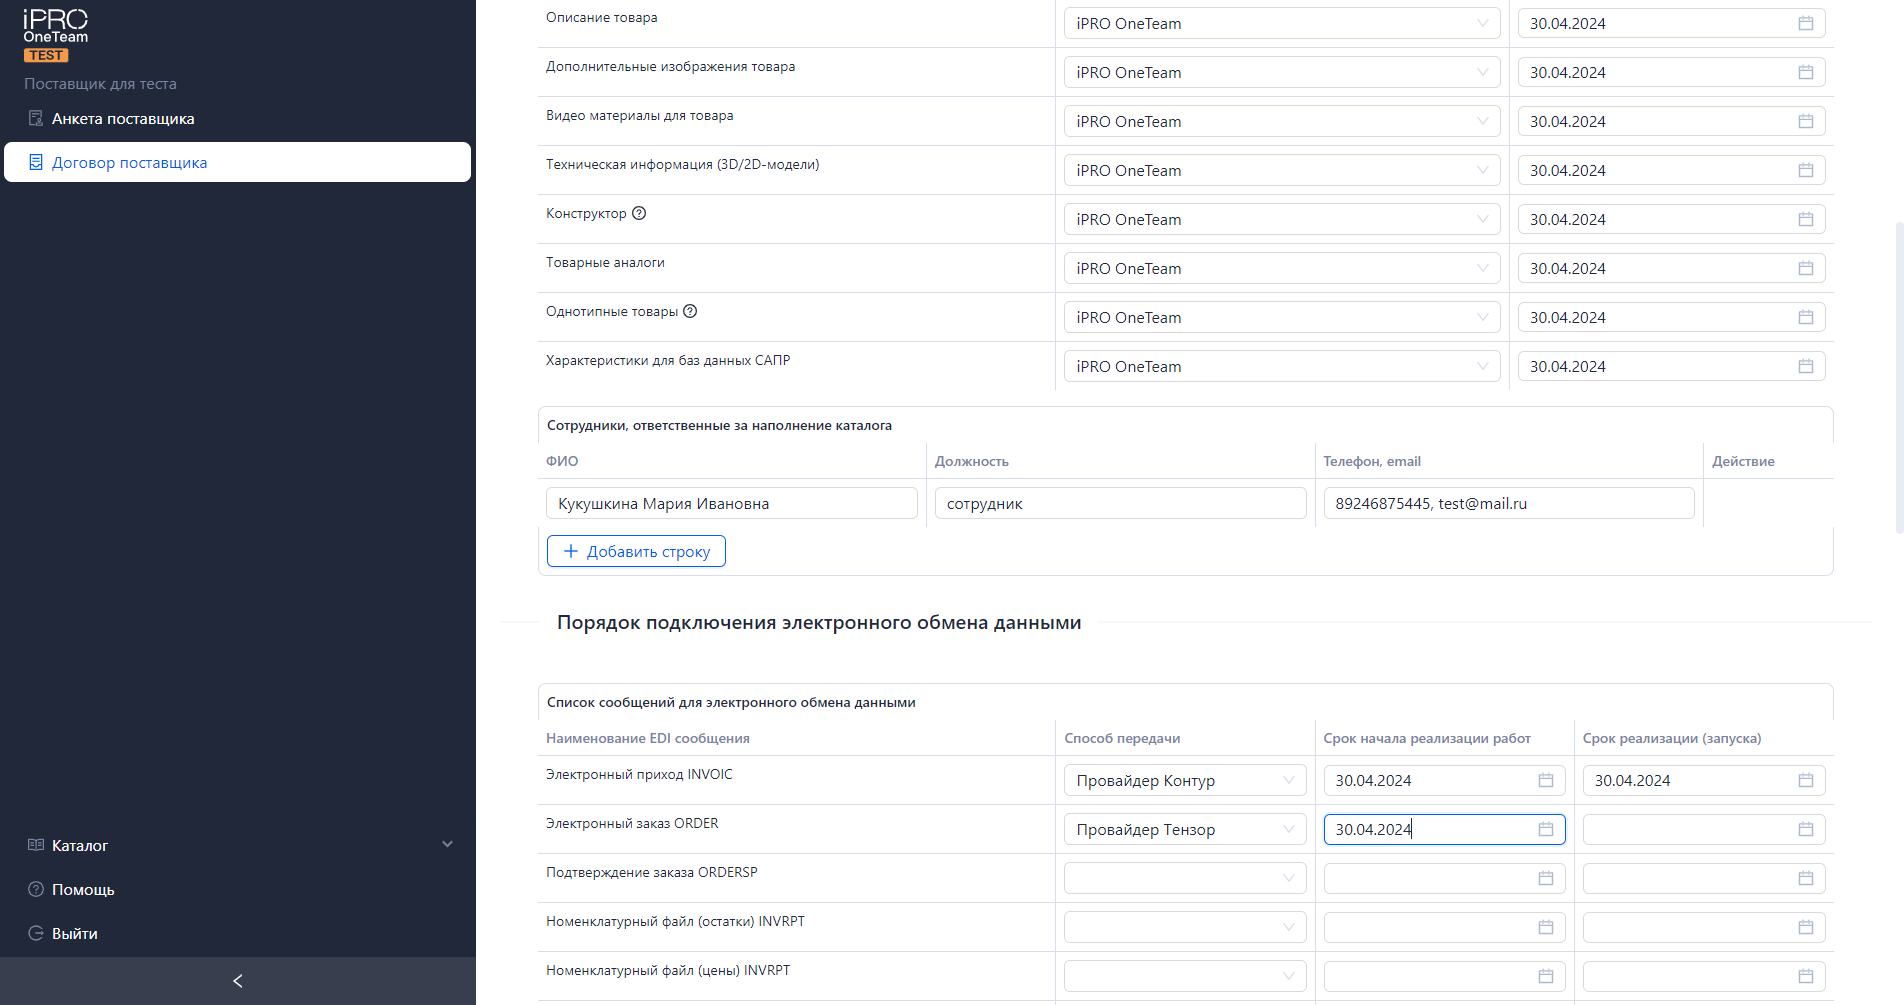 iPRO
OneTeam
TEST
Поставщик для теста
Анкета поставщика
Договор поставщика
Каталог
Помощь
Выйти
Описание товара iPRO OneTeam 30.04.2024
Дополнительные изображения товара iPRO OneTeam 30.04.2024
Видео материалы для товара iPRO OneTeam 30.04.2024
Техническая информация (3D/2D-модели) iPRO OneTeam 30.04.2024
Конструктор iPRO OneTeam 30.04.2024
Товарные аналоги iPRO OneTeam 30.04.2024
Однотипные товары iPRO OneTeam 30.04.2024
Характеристики для баз данных САПР iPRO OneTeam 30.04.2024
Сотрудники, ответственные за наполнение каталога
ФИО Должность Телефон, email Действие
Кукушкина Мария Ивановна сотрудник 89246875445, test@mail.ru
+ Добавить строку
Порядок подключения электронного обмена данными
Список сообщений для электронного обмена данными
Наименование EDI сообщения Способ передачи Срок начала реализации работ Срок реализации (запуска)
Электронный приход INVOIC Провайдер Контур 30.04.2024 30.04.2024
Электронный заказ ORDER Провайдер Тензор 30.04.2024
Подтверждение заказа ORDERSP
Номенклатурный файл (остатки) INVRPT
Номенклатурный файл (цены) INVRPT